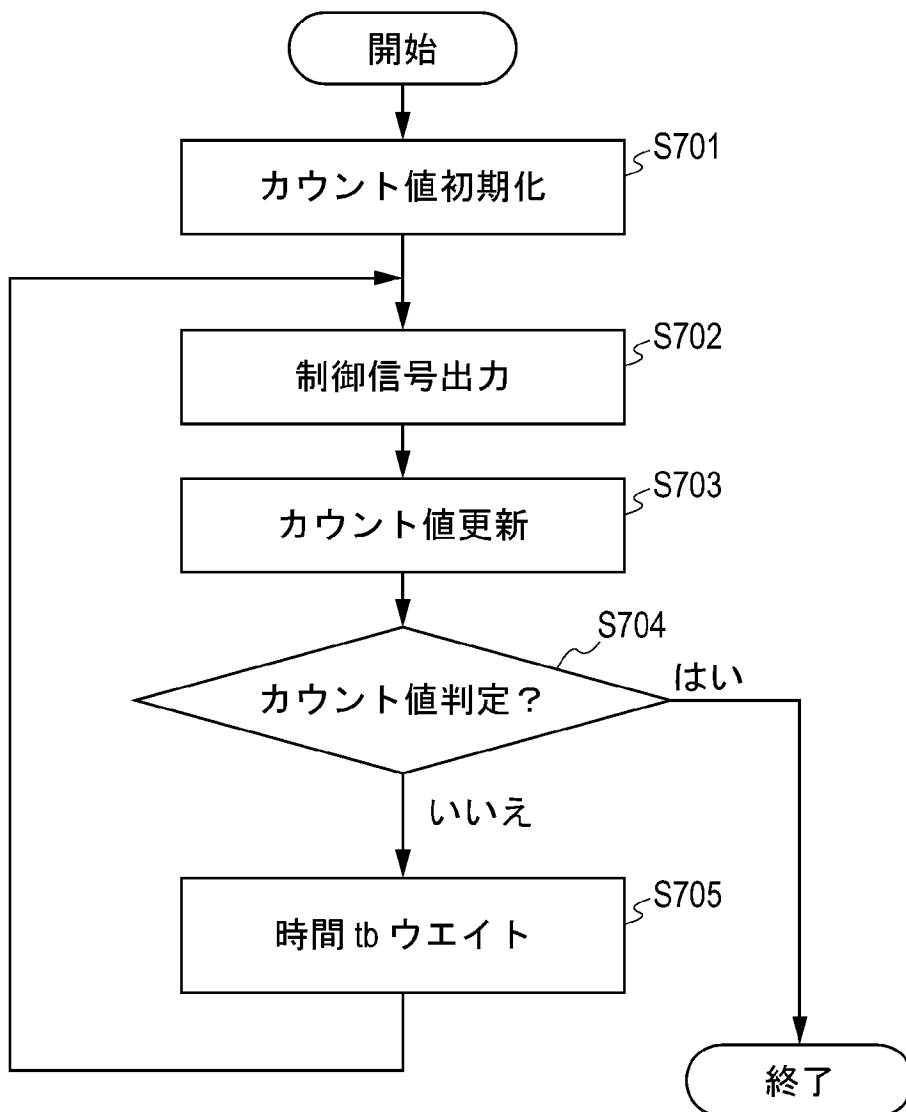 開始
カウント値初期化
S701
制御信号出力
S702
カウント値更新
S703
カウント値判定？
S704
はい
いいえ
時間 tb ウエイト
S705
終了